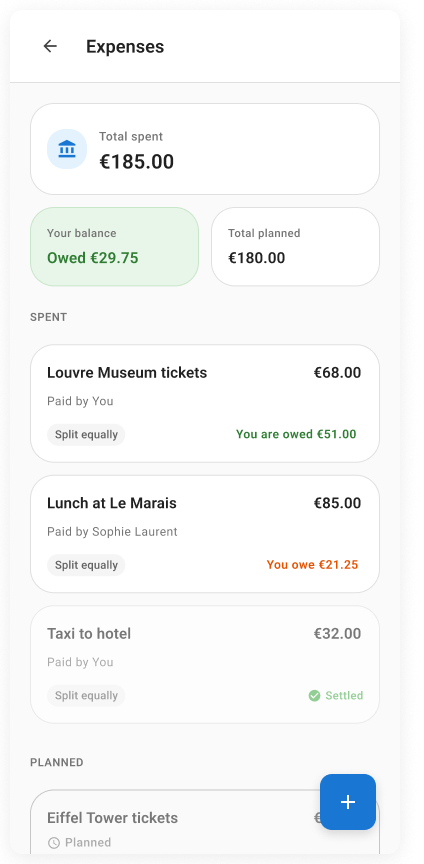 Expenses
Total spent
€185.00
Your balance
Owed €29.75
Total planned
€180.00
SPENT
Louvre Museum tickets
€68.00
Paid by You
Split equally
You are owed €51.00
Lunch at Le Marais
€85.00
Paid by Sophie Laurent
Split equally
You owe €21.25
Taxi to hotel
€32.00
Paid by You
Split equally
Settled
PLANNED
Eiffel Tower tickets
Planned